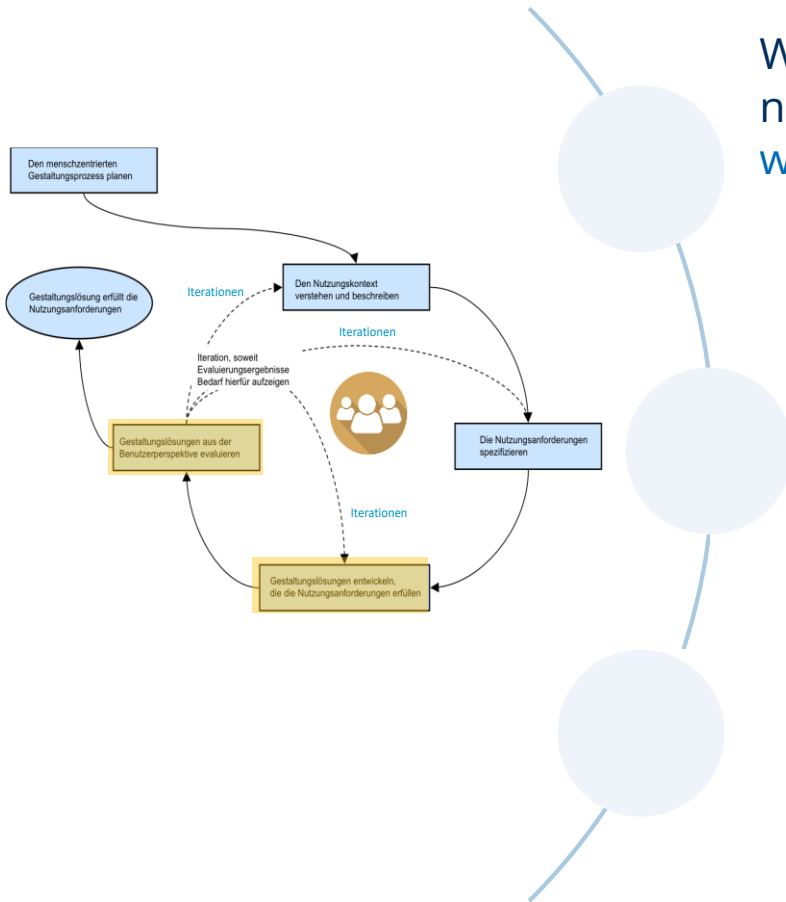 Den menschzentrierten
Gestaltungsprozess planen
Den Nutzungskontext
verstehen und beschreiben
Gestaltungslösung erfüllt die
Nutzungsanforderungen
Iterationen
Iterationen
Iteration, soweit
Evaluierungsergebnisse
Bedarf hierfür aufzeigen
Gestaltungslösungen aus der
Benutzerperspektive evaluieren
Die Nutzungsanforderungen
spezifizieren
Iterationen
Gestaltungslösungen entwickeln,
die die Nutzungsanforderungen erfüllen